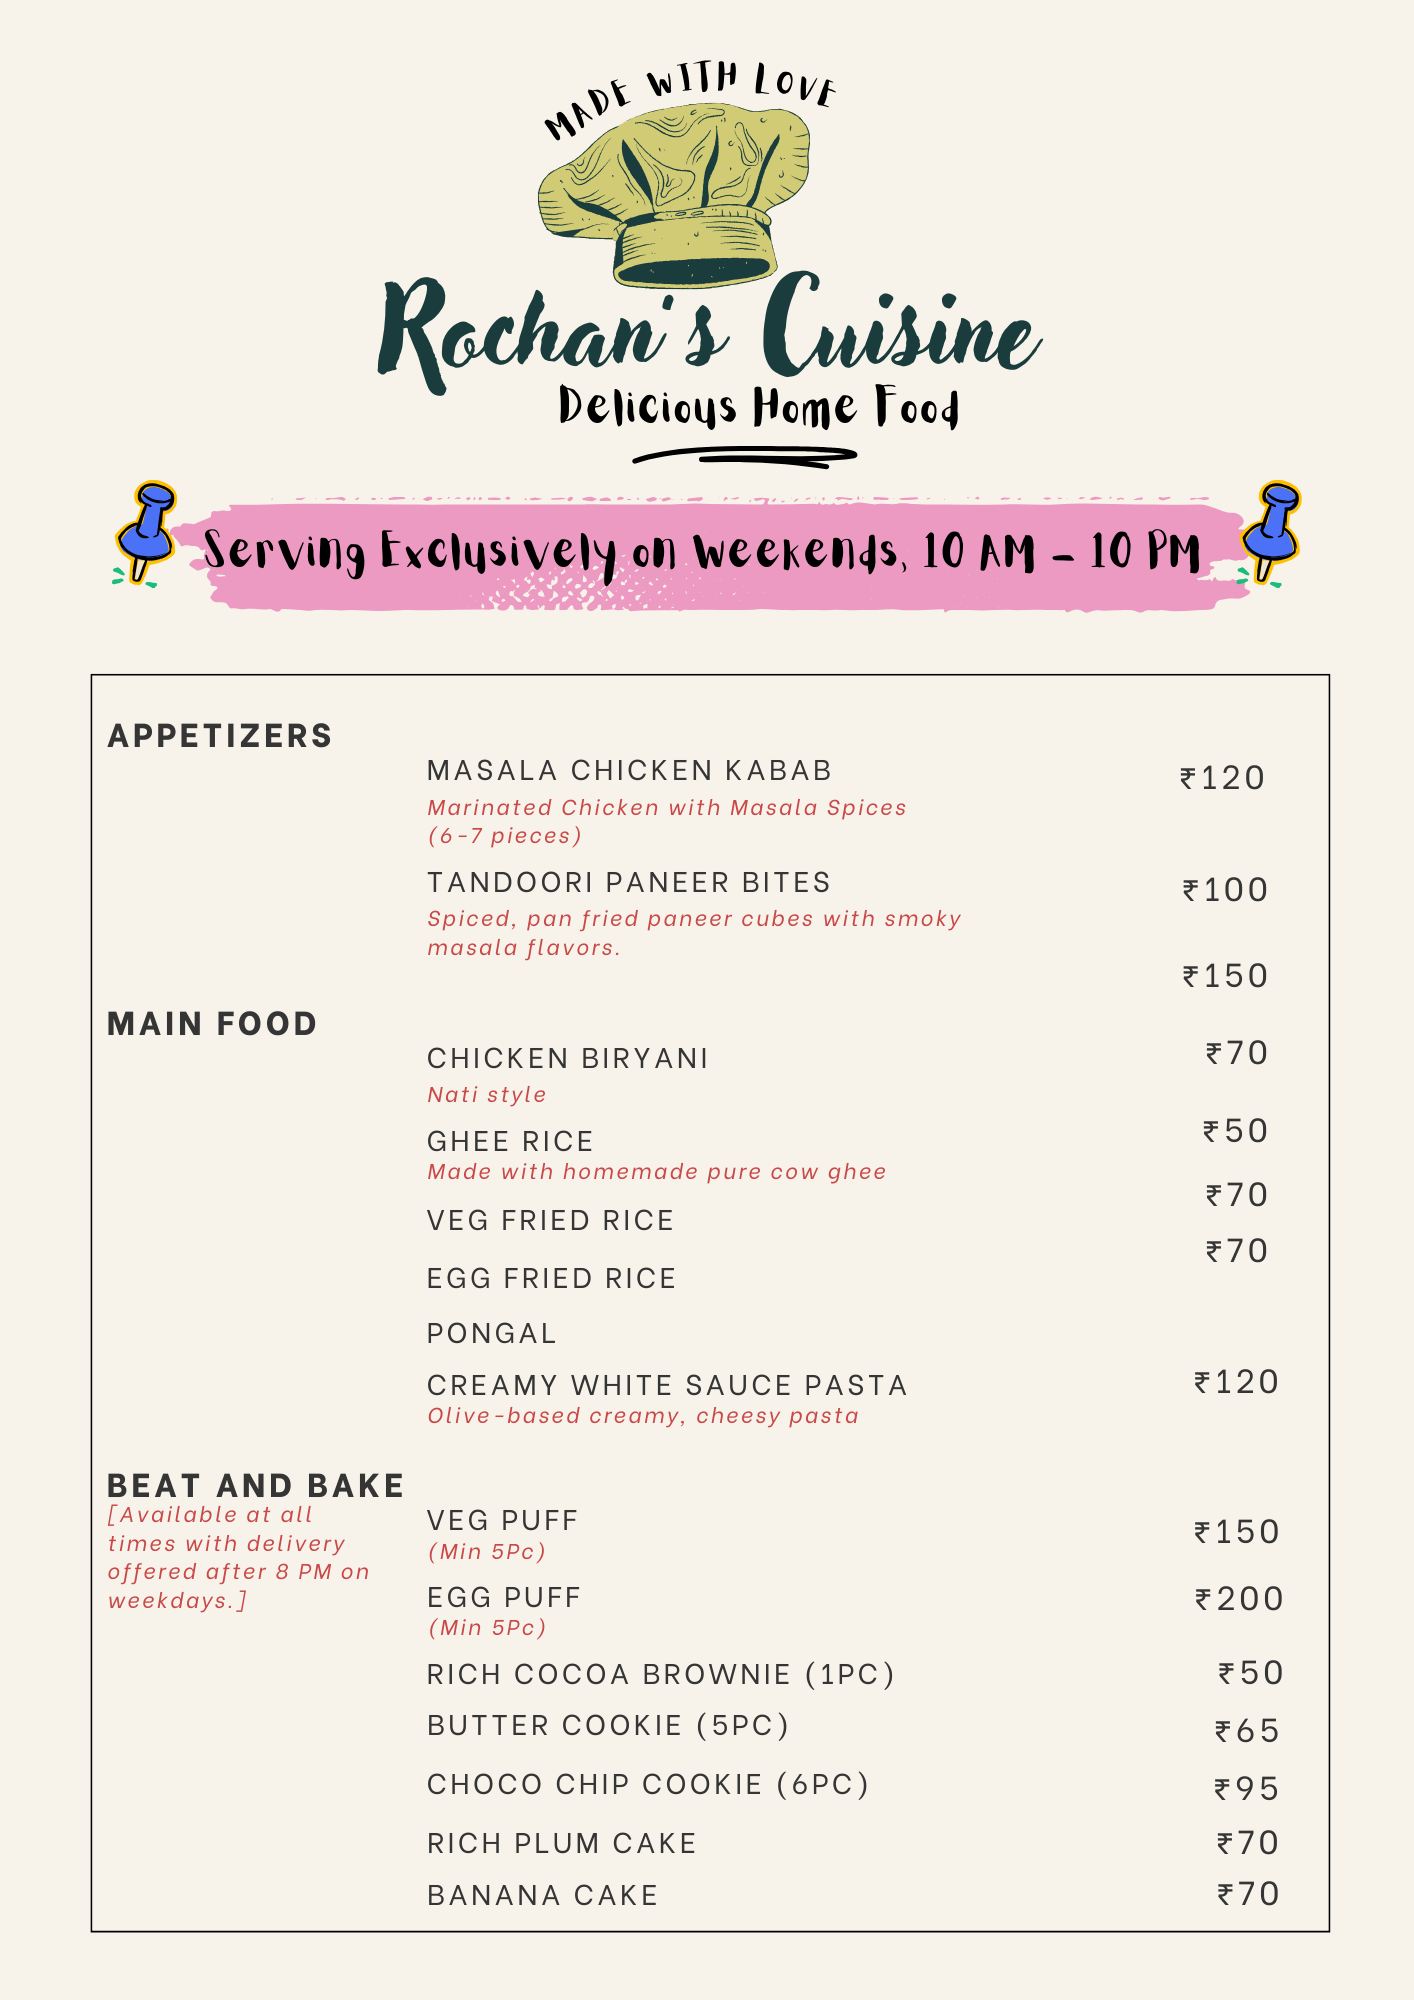 MADE WITH LOVE
Rochan's Cuisine
Delicious Home Food
Serving Exclusively on Weekends, 10 AM – 10 PM
APPETIZERS
MASALA CHICKEN KABAB ₹120
Marinated Chicken with Masala Spices
(6-7 pieces)
TANDOORI PANEER BITES ₹100
Spiced, pan fried paneer cubes with smoky
masala flavors.
₹150
MAIN FOOD
CHICKEN BIRYANI ₹70
Nati style
GHEE RICE ₹50
Made with homemade pure cow ghee
₹70
VEG FRIED RICE
₹70
EGG FRIED RICE
PONGAL
CREAMY WHITE SAUCE PASTA ₹120
Olive-based creamy, cheesy pasta
BEAT AND BAKE
[Available at all
times with delivery
offered after 8 PM on
weekdays.]
VEG PUFF ₹150
(Min 5Pc)
EGG PUFF ₹200
(Min 5Pc)
RICH COCOA BROWNIE (1PC) ₹50
BUTTER COOKIE (5PC) ₹65
CHOCO CHIP COOKIE (6PC) ₹95
RICH PLUM CAKE ₹70
BANANA CAKE ₹70